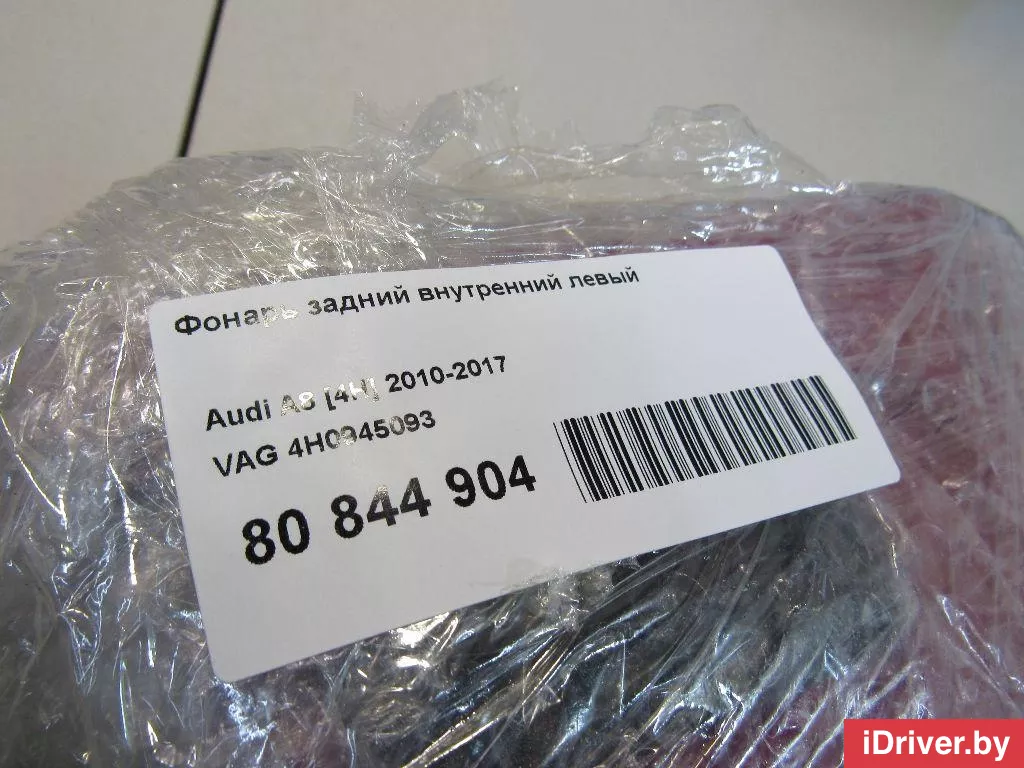 Фонарь задний внутренний левый
Audi A8 [4H] 2010-2017
VAG 4H0945093
80 844 904
iDriver.by